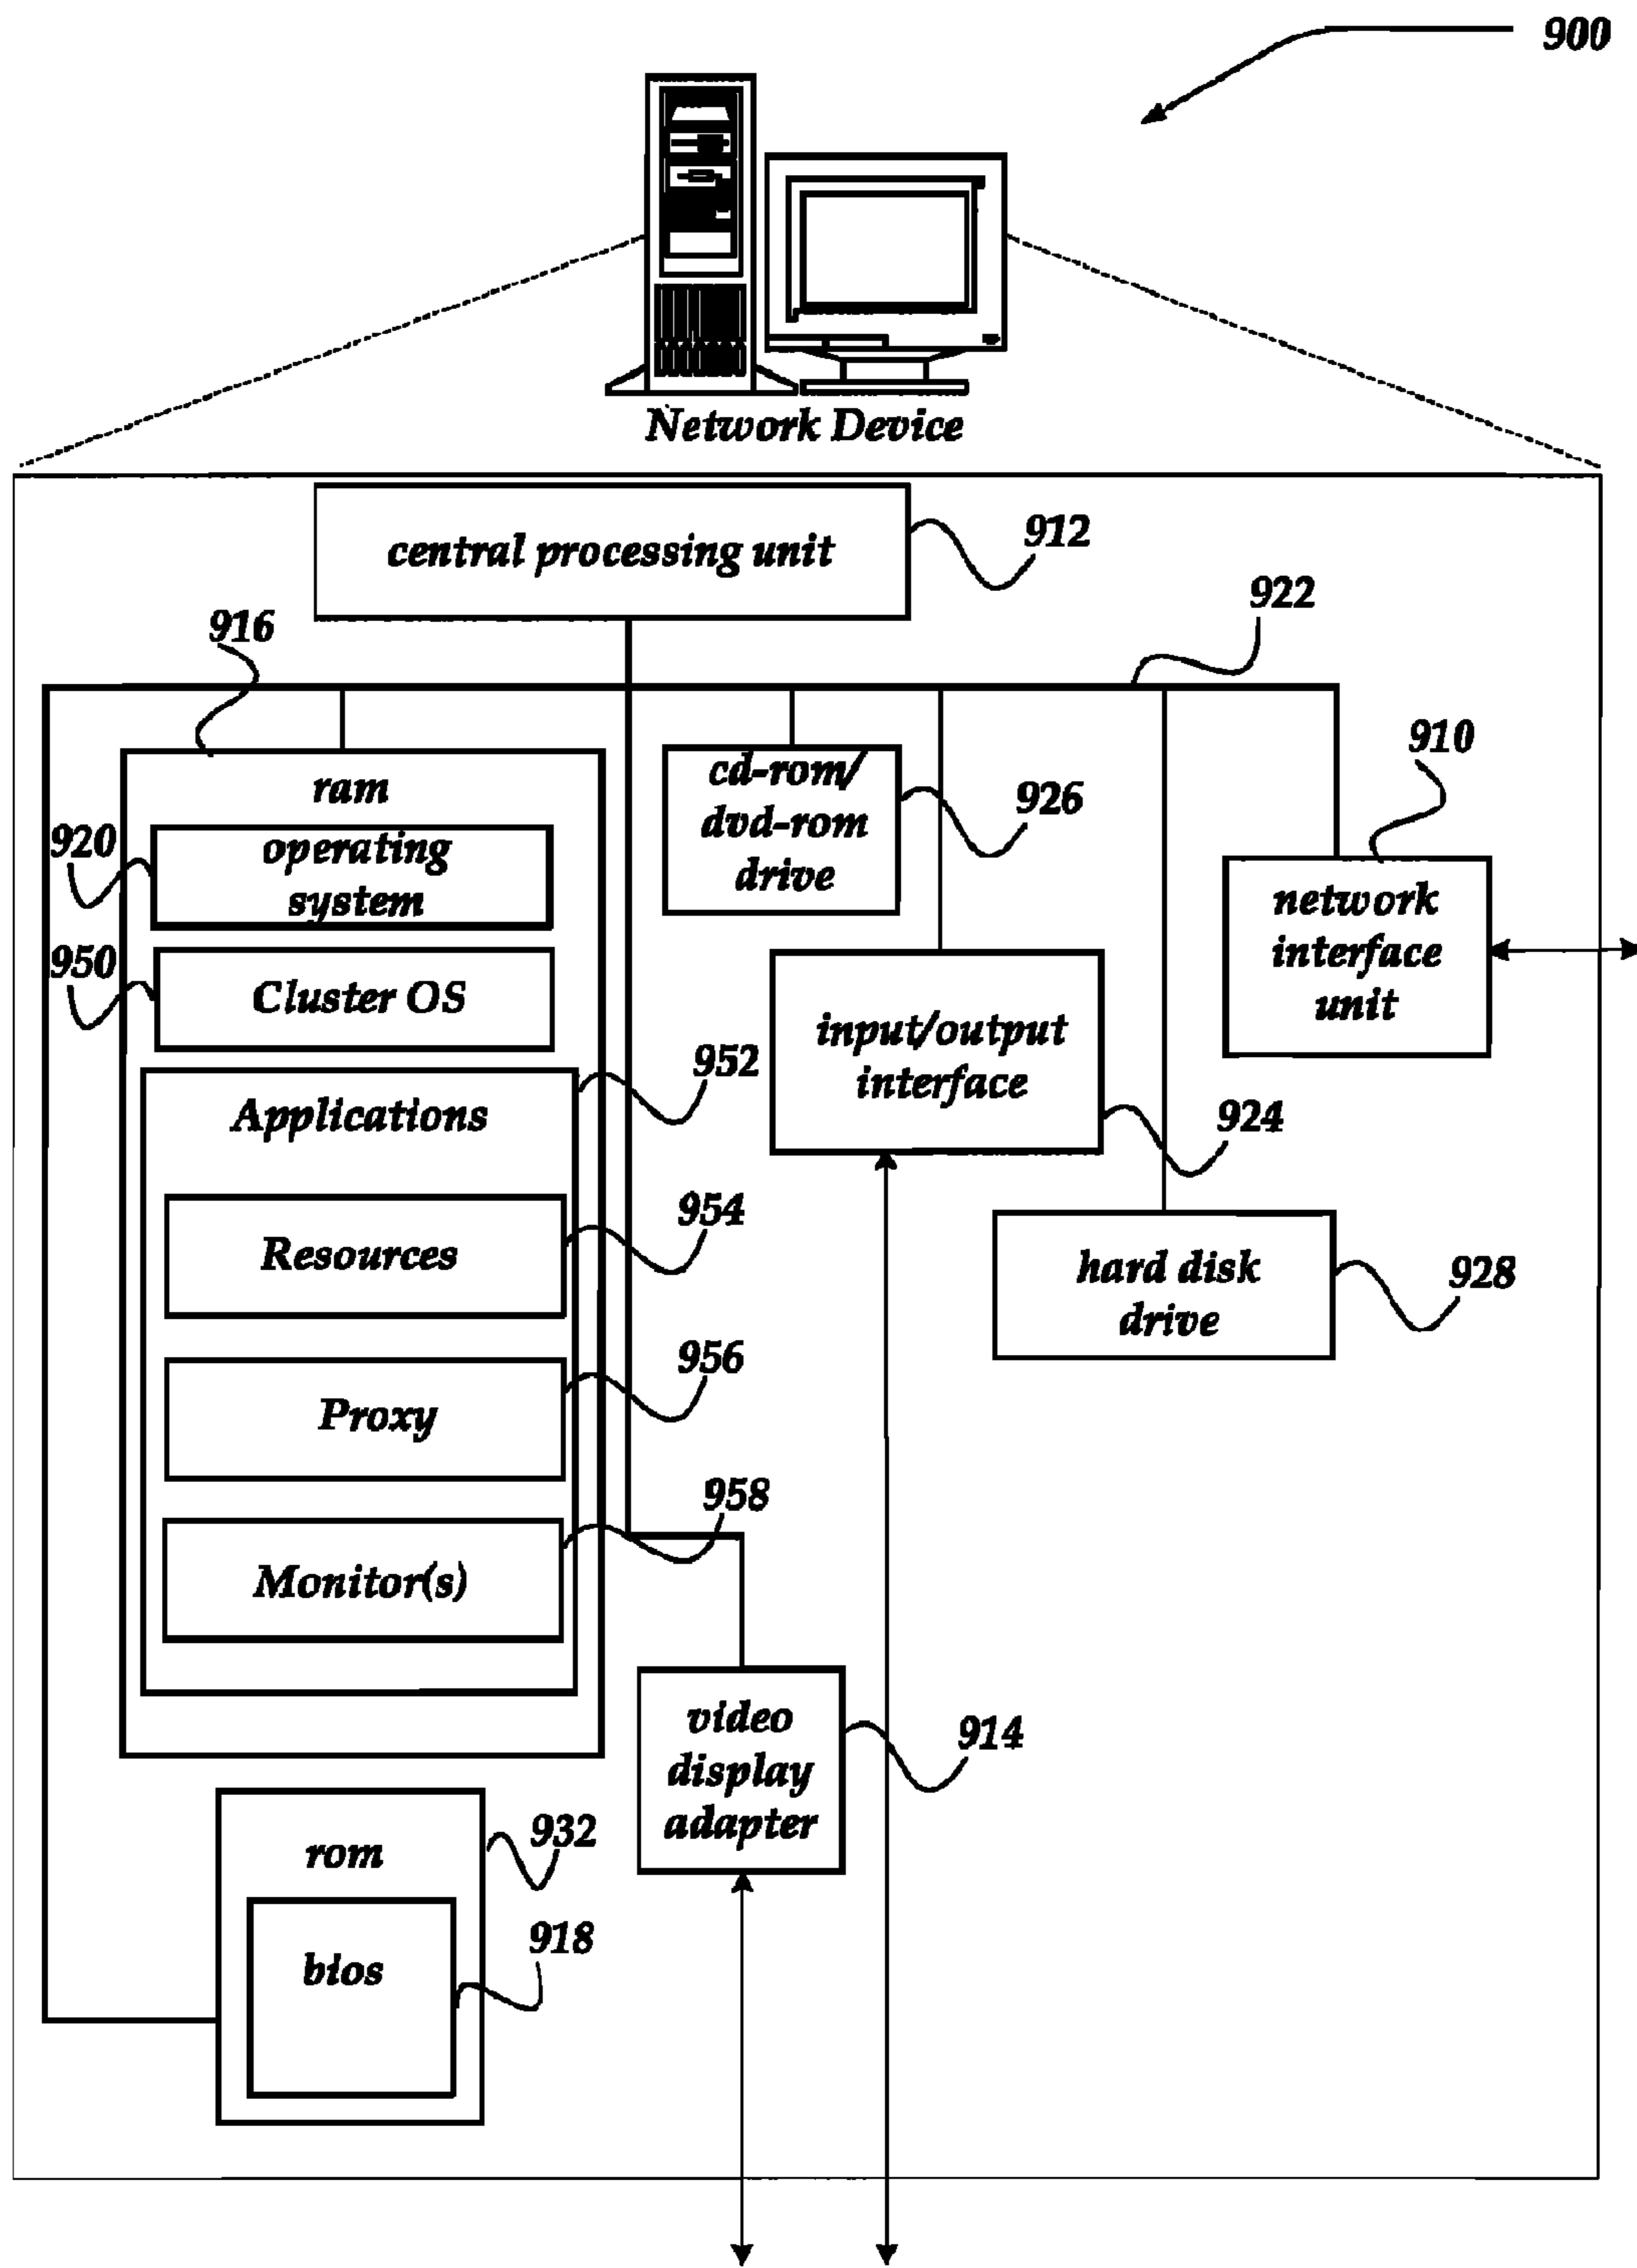 900
Network Device
central processing unit
912
922
916
910
ram
cd-rom/
dvd-rom
drive
926
920
operating
system
network
interface
unit
950
Cluster OS
input/output
interface
952
Applications
924
954
Resources
hard disk
drive
928
956
Proxy
958
Monitor(s)
video
display
adapter
914
rom
932
bios
918